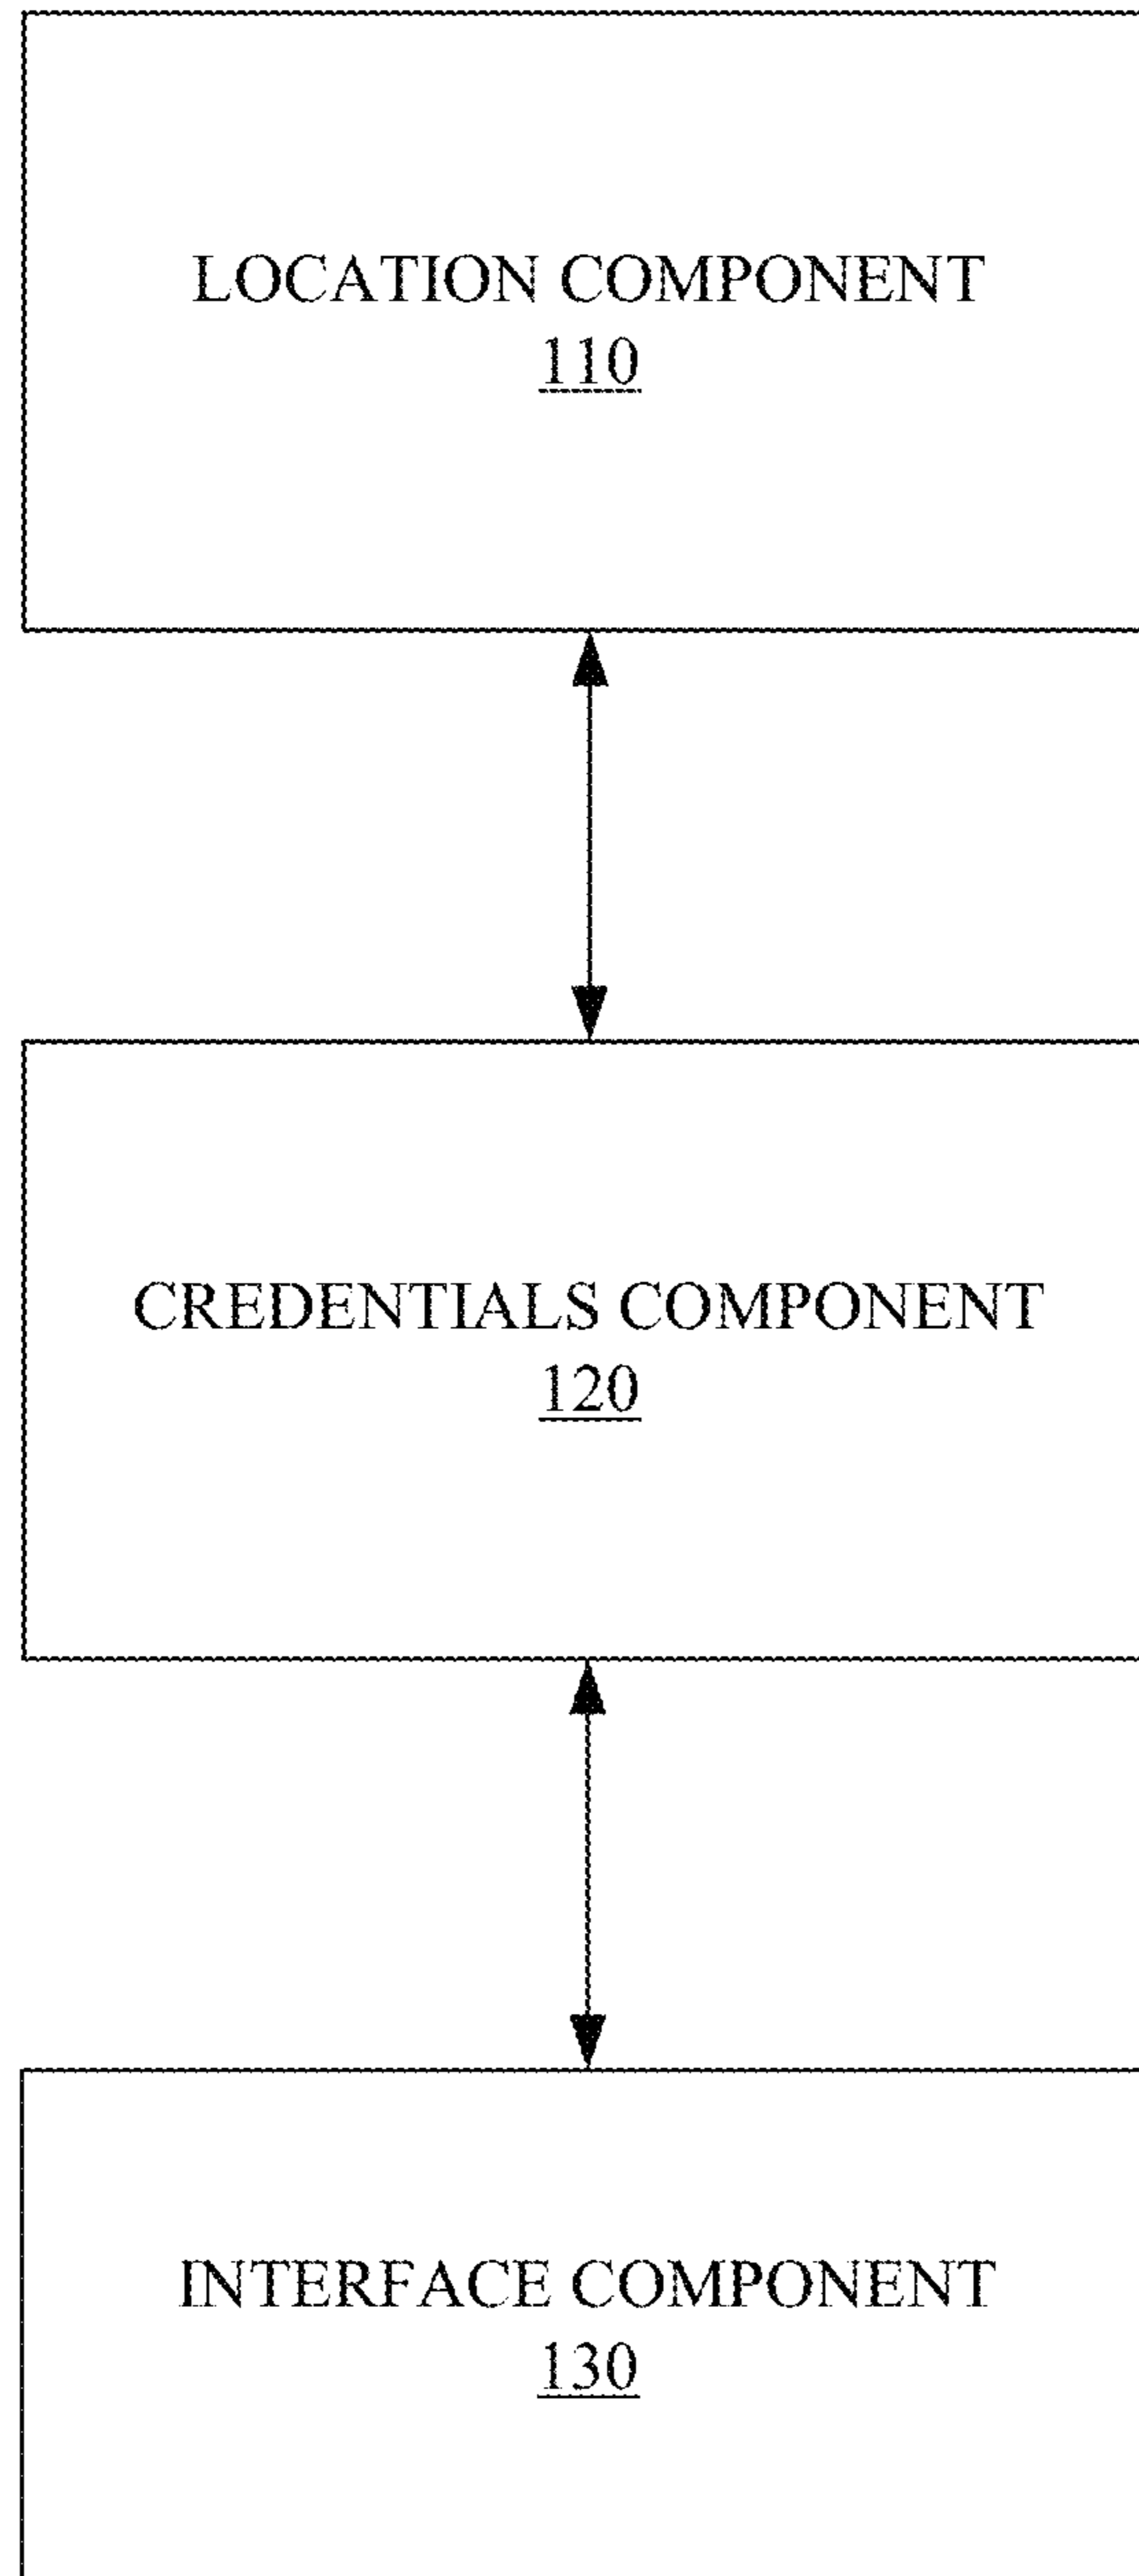 LOCATION COMPONENT
110
CREDENTIALS COMPONENT
120
INTERFACE COMPONENT
130